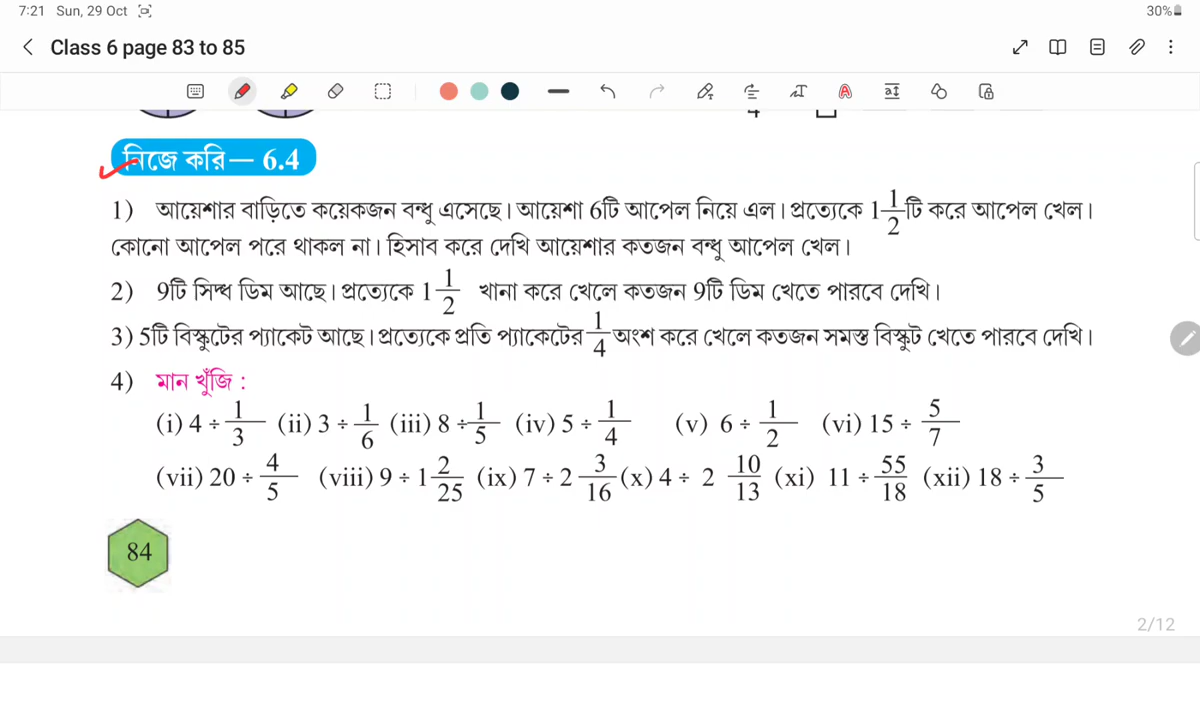 7:21 Sun, 29 Oct 30%
Class 6 page 83 to 85
নিজে করি— 6.4
1) আয়েশার বাড়িতে কয়েকজন বন্ধু এসেছে। আয়েশা 6টি আপেল নিয়ে এল। প্রত্যেকে 1 1/2 টি করে আপেল খেল।
কোনো আপেল পরে থাকল না। হিসাব করে দেখি আয়েশার কতজন বন্ধু আপেল খেল।
2) 9টি সিদ্ধ ডিম আছে। প্রত্যেকে 1 1/2 খানা করে খেলে কতজন 9টি ডিম খেতে পারবে দেখি।
3) 5টি বিস্কুটের প্যাকেট আছে। প্রত্যেকে প্রতি প্যাকেটের 1/4 অংশ করে খেলে কতজন সমস্ত বিস্কুট খেতে পারবে দেখি।
4) মান খুঁজি :
(i) 4 ÷ 1/3 (ii) 3 ÷ 1/6 (iii) 8 ÷ 1/5 (iv) 5 ÷ 1/4 (v) 6 ÷ 1/2 (vi) 15 ÷ 5/7
(vii) 20 ÷ 4/5 (viii) 9 ÷ 1 2/25 (ix) 7 ÷ 2 3/16 (x) 4 ÷ 2 10/13 (xi) 11 ÷ 55/18 (xii) 18 ÷ 3/5
84
2/12